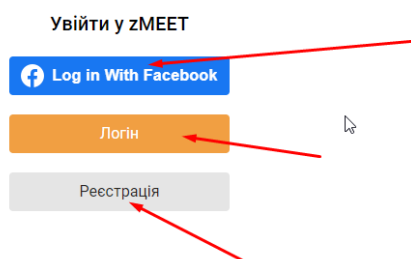 Увійти у zMEET
Log in With Facebook
Логін
Реєстрація